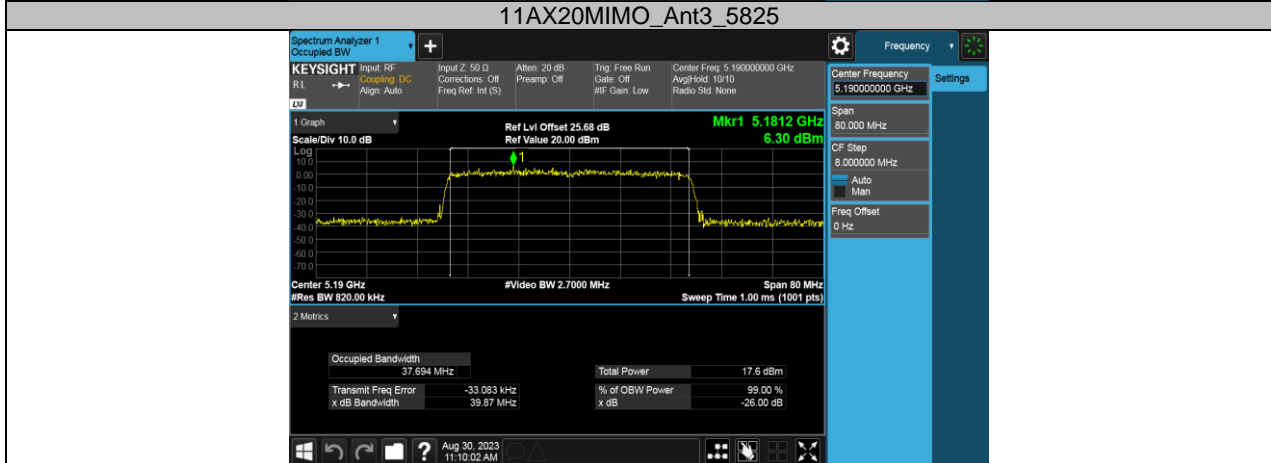 11AX20MIMO_Ant3_5825
Spectrum Analyzer 1
Occupied BW
+
Frequency
KEYSIGHT
RL
LXI
Input: RF
Coupling: DC
Align: Auto
Input Z: 50 Ω
Corrections: Off
Freq Ref: Int (S)
Atten: 20 dB
Preamp: Off
Trig: Free Run
Gate: Off
#IF Gain: Low
Center Freq: 5.190000000 GHz
Avg|Hold: 10/10
Radio Std: None
Center Frequency
5.190000000 GHz
Settings
Span
80.000 MHz
CF Step
8.000000 MHz
Auto
Man
Freq Offset
0 Hz
1 Graph
Scale/Div 10.0 dB
Ref Lvl Offset 25.68 dB
Ref Value 20.00 dBm
Mkr1 5.1812 GHz
6.30 dBm
Log
10.0
0.00
-10.0
-20.0
-30.0
-40.0
-50.0
-60.0
-70.0
1
Center 5.19 GHz
#Res BW 820.00 kHz
#Video BW 2.7000 MHz
Span 80 MHz
Sweep Time 1.00 ms (1001 pts)
2 Metrics
Occupied Bandwidth
37.694 MHz
Transmit Freq Error -33.083 kHz
x dB Bandwidth 39.87 MHz
Total Power 17.6 dBm
% of OBW Power 99.00 %
x dB -26.00 dB
?
Aug 30, 2023
11:10:02 AM